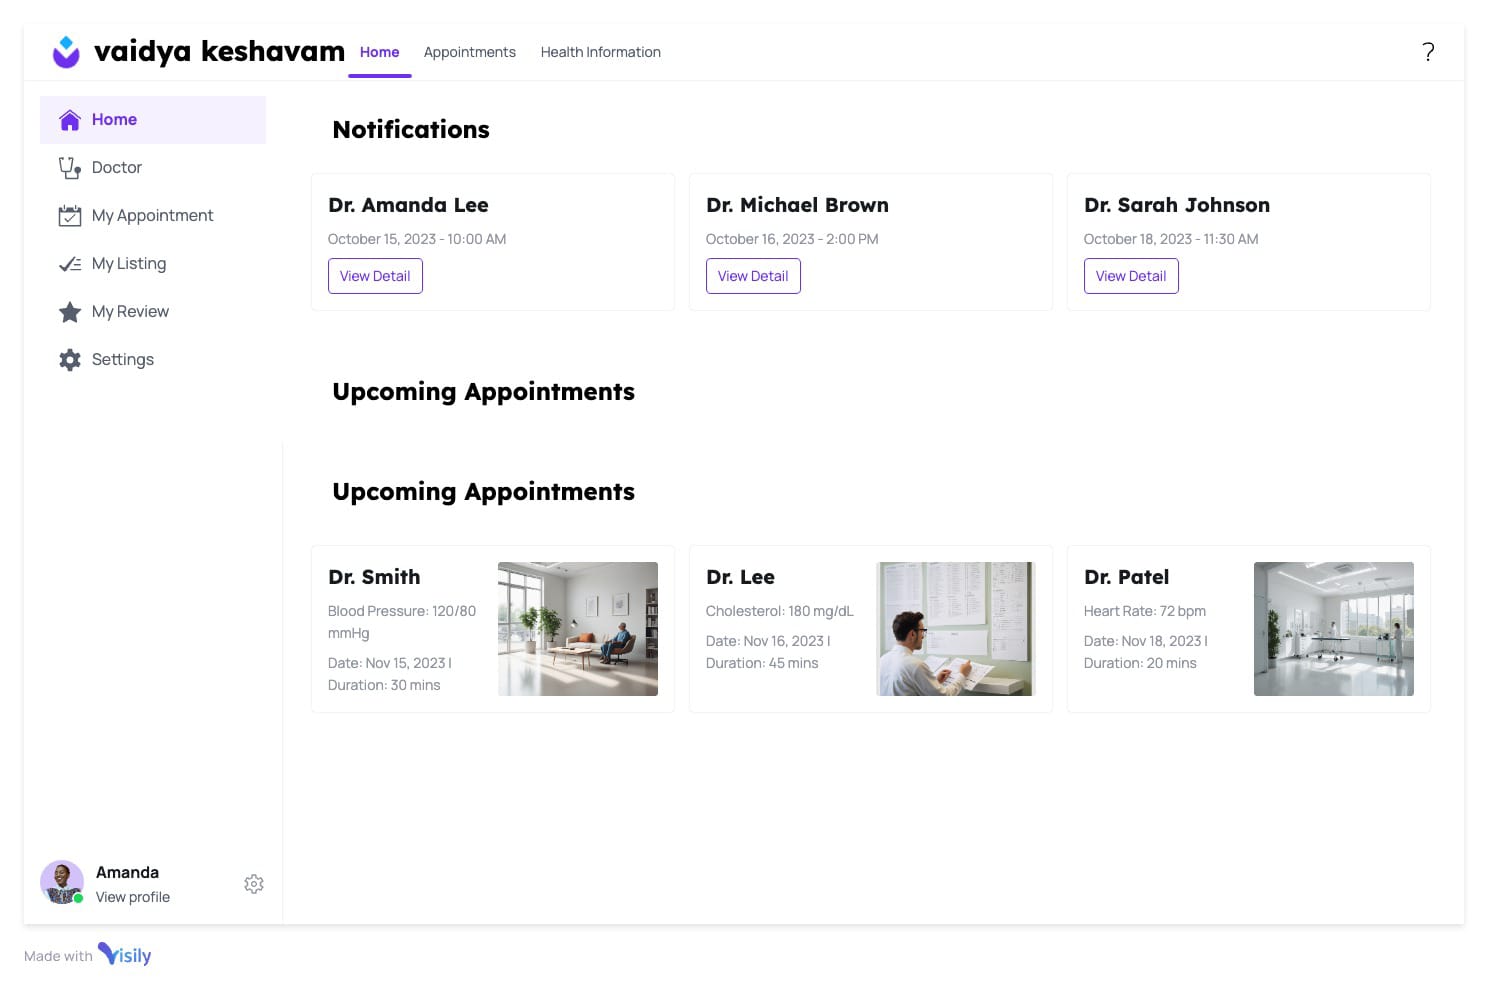 vaidya keshavam
Home
Appointments
Health Information
?
Home
Doctor
My Appointment
My Listing
My Review
Settings
Notifications
Dr. Amanda Lee
October 15, 2023 - 10:00 AM
View Detail
Dr. Michael Brown
October 16, 2023 - 2:00 PM
View Detail
Dr. Sarah Johnson
October 18, 2023 - 11:30 AM
View Detail
Upcoming Appointments
Upcoming Appointments
Dr. Smith
Blood Pressure: 120/80
mmHg
Date: Nov 15, 2023 |
Duration: 30 mins
Dr. Lee
Cholesterol: 180 mg/dL
Date: Nov 16, 2023 |
Duration: 45 mins
Dr. Patel
Heart Rate: 72 bpm
Date: Nov 18, 2023 |
Duration: 20 mins
Amanda
View profile
Made with Visily